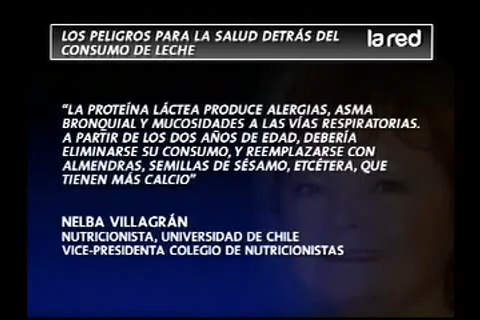 LOS PELIGROS PARA LA SALUD DETRÁS DEL
CONSUMO DE LECHE
la red
“LA PROTEÍNA LÁCTEA PRODUCE ALERGIAS, ASMA
BRONQUIAL Y MUCOSIDADES A LAS VÍAS RESPIRATORIAS.
A PARTIR DE LOS DOS AÑOS DE EDAD, DEBERÍA
ELIMINARSE SU CONSUMO, Y REEMPLAZARSE CON
ALMENDRAS, SEMILLAS DE SÉSAMO, ETCÉTERA, QUE
TIENEN MÁS CALCIO”
NELBA VILLAGRÁN
NUTRICIONISTA, UNIVERSIDAD DE CHILE
VICE-PRESIDENTA COLEGIO DE NUTRICIONISTAS